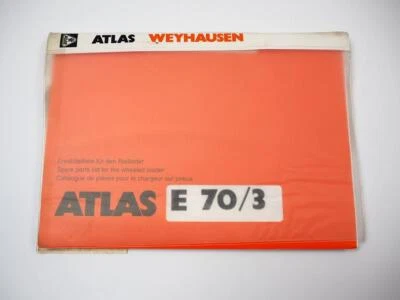 ATLAS WEYHAUSEN
Ersatzteilliste für den Radlader
Spare parts list for the wheeled loader
Catalogue de pièces pour le chargeur sur pneus
ATLAS E 70/3